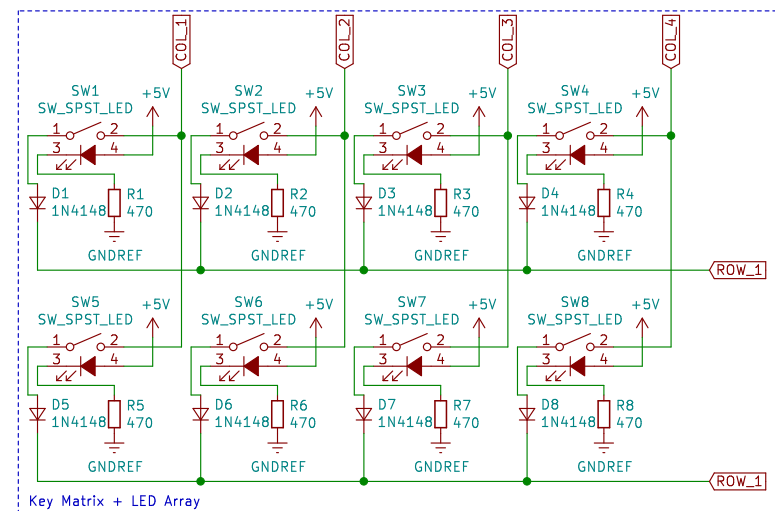 COL_1 COL_2 COL_3 COL_4
SW1 SW2 SW3 SW4
SW_SPST_LED +5V SW_SPST_LED +5V SW_SPST_LED +5V SW_SPST_LED +5V
1 2 1 2 1 2 1 2
3 4 3 4 3 4 3 4
D1 R1 D2 R2 D3 R3 D4 R4
1N4148 470 1N4148 470 1N4148 470 1N4148 470
GNDREF GNDREF GNDREF GNDREF
ROW_1
SW5 SW6 SW7 SW8
SW_SPST_LED +5V SW_SPST_LED +5V SW_SPST_LED +5V SW_SPST_LED +5V
1 2 1 2 1 2 1 2
3 4 3 4 3 4 3 4
D5 R5 D6 R6 D7 R7 D8 R8
1N4148 470 1N4148 470 1N4148 470 1N4148 470
GNDREF GNDREF GNDREF GNDREF
ROW_1
Key Matrix + LED Array